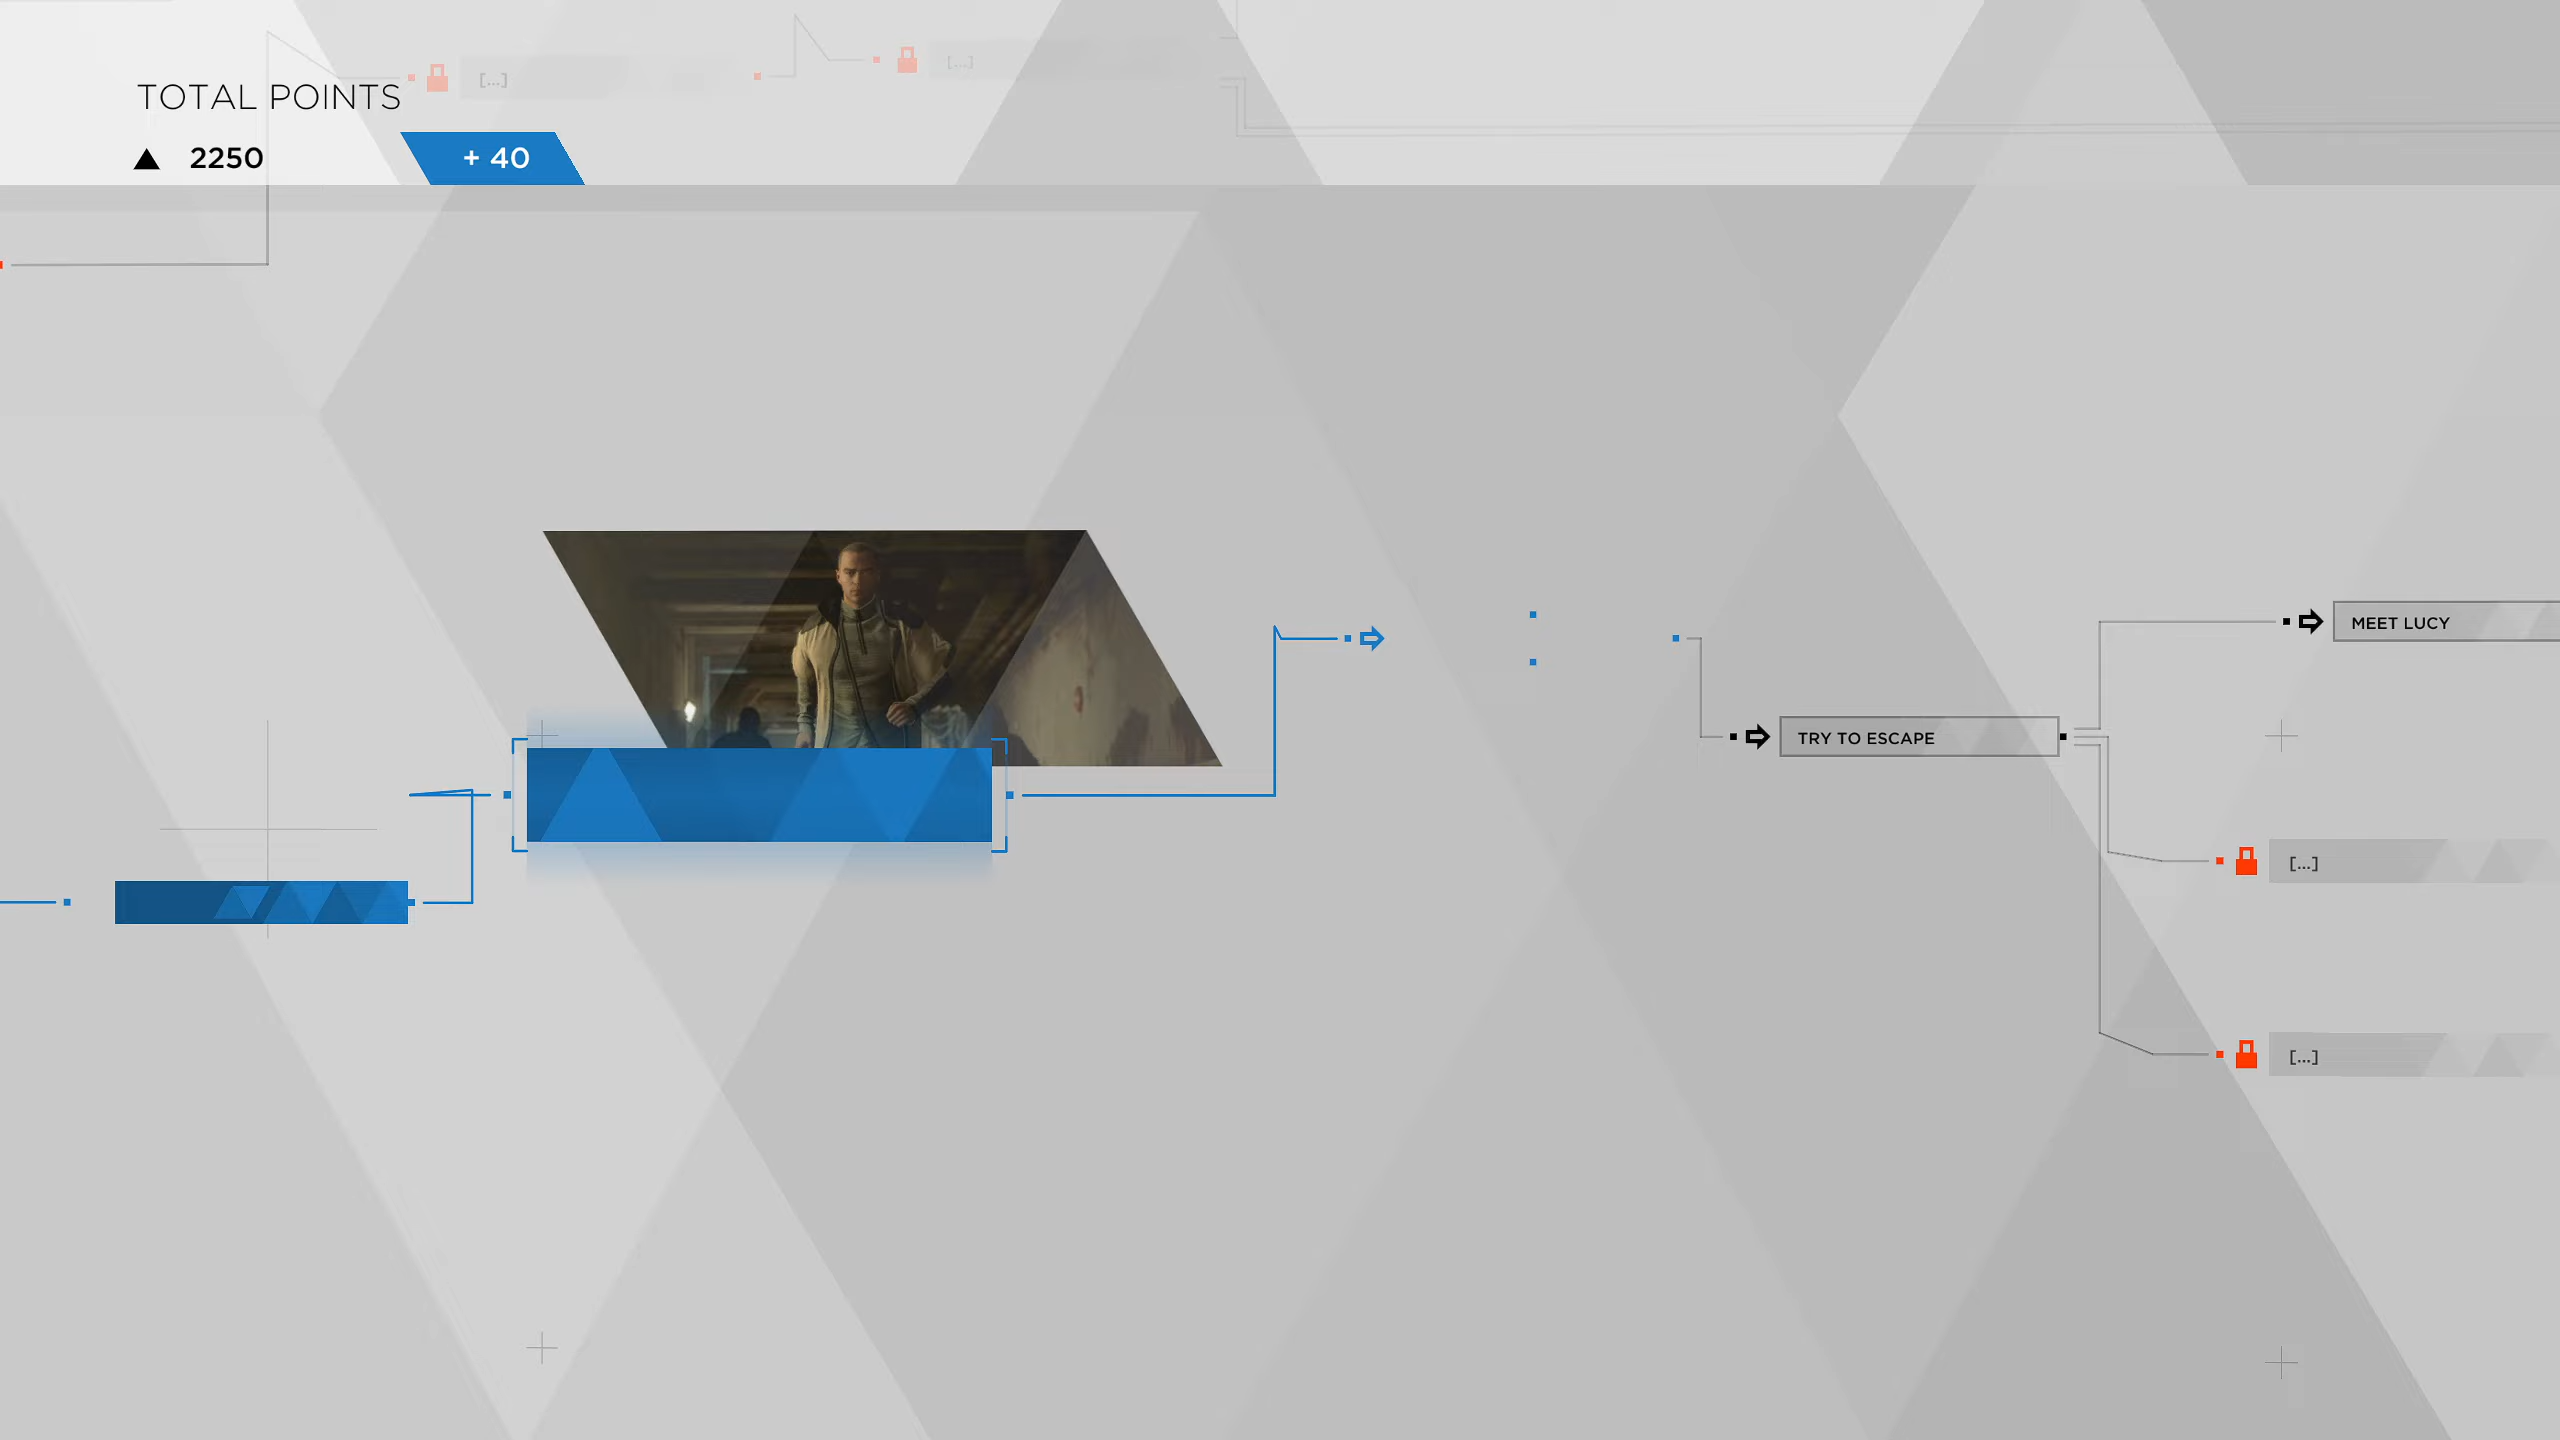 [...]
[...]
TOTAL POINTS
2250
+ 40
MEET LUCY
TRY TO ESCAPE
[...]
[...]